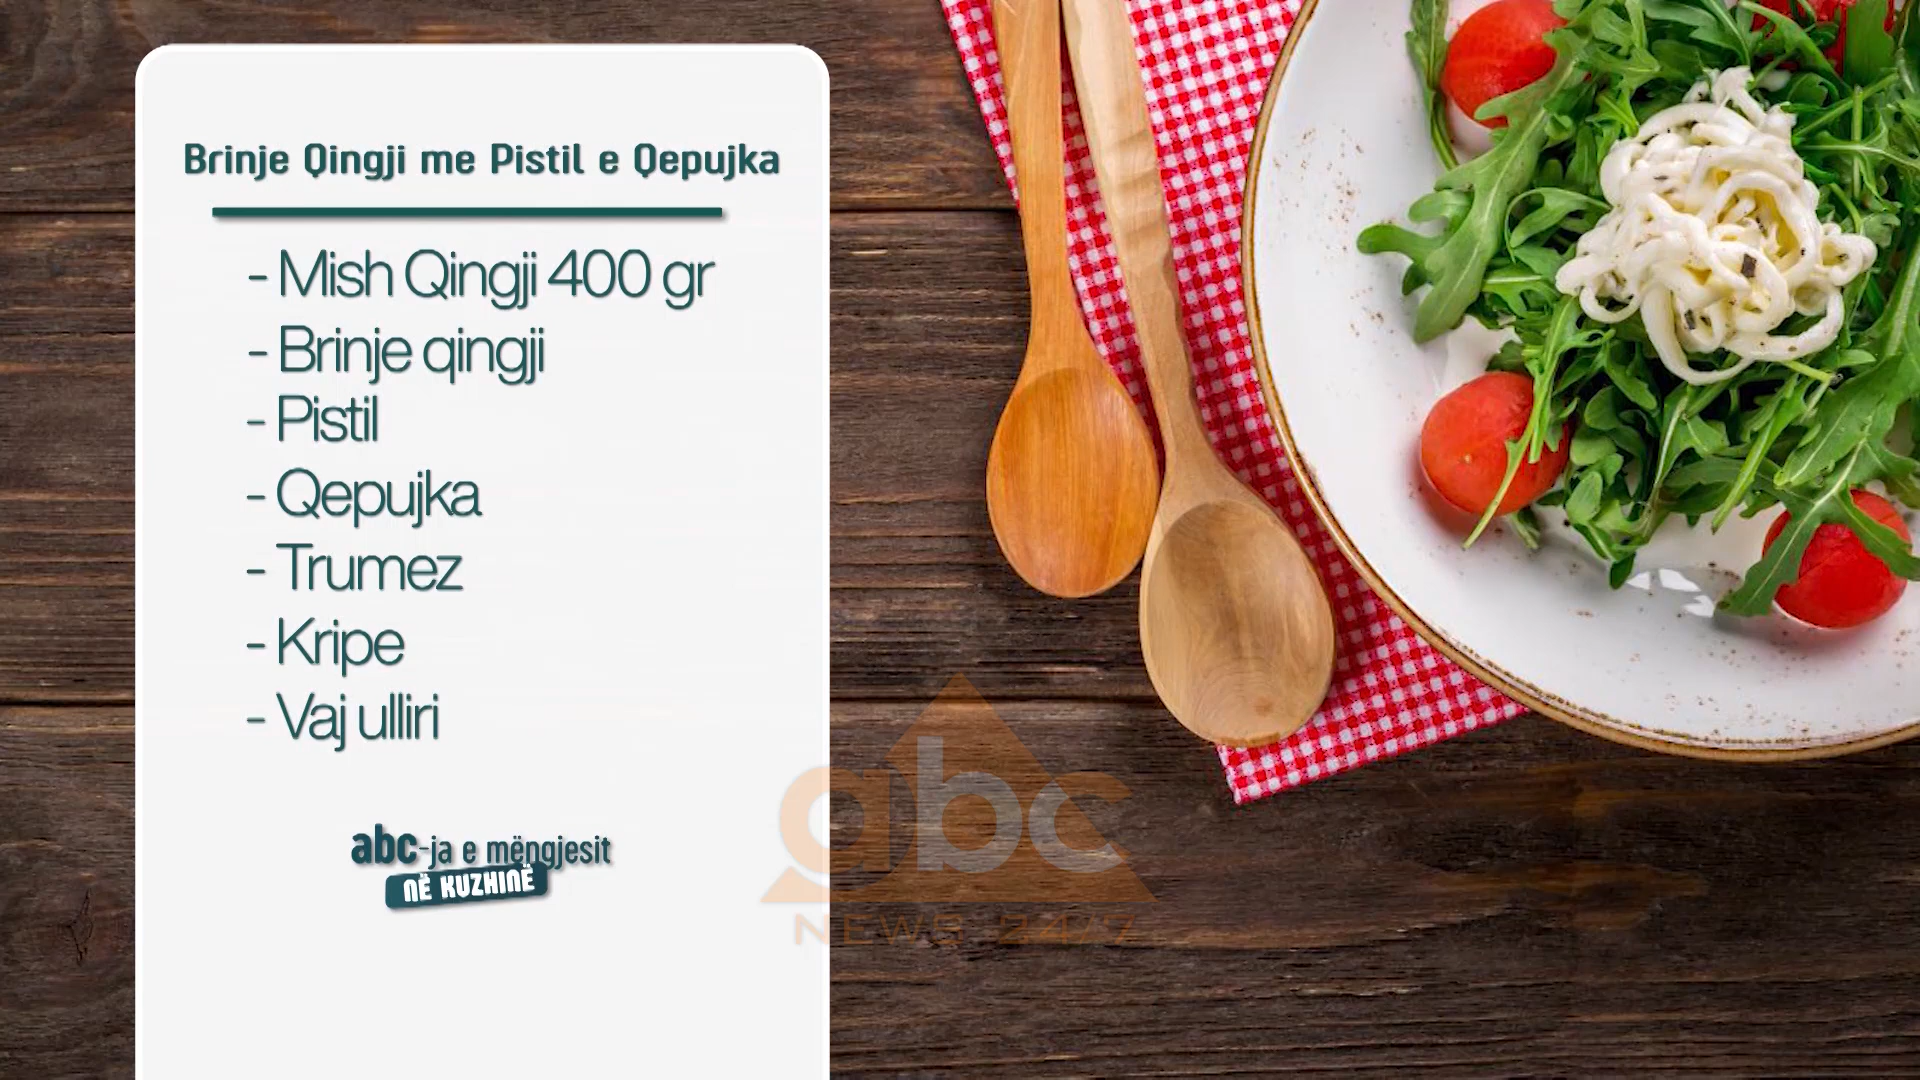 Brinje Qingji me Pistil e Qepujka
- Mish Qingji 400 gr
- Brinje qingji
- Pistil
- Qepujka
- Trumez
- Kripe
- Vaj ulliri
abc-ja e mëngjesit
NË KUZHINË
abc
NEWS 24/7